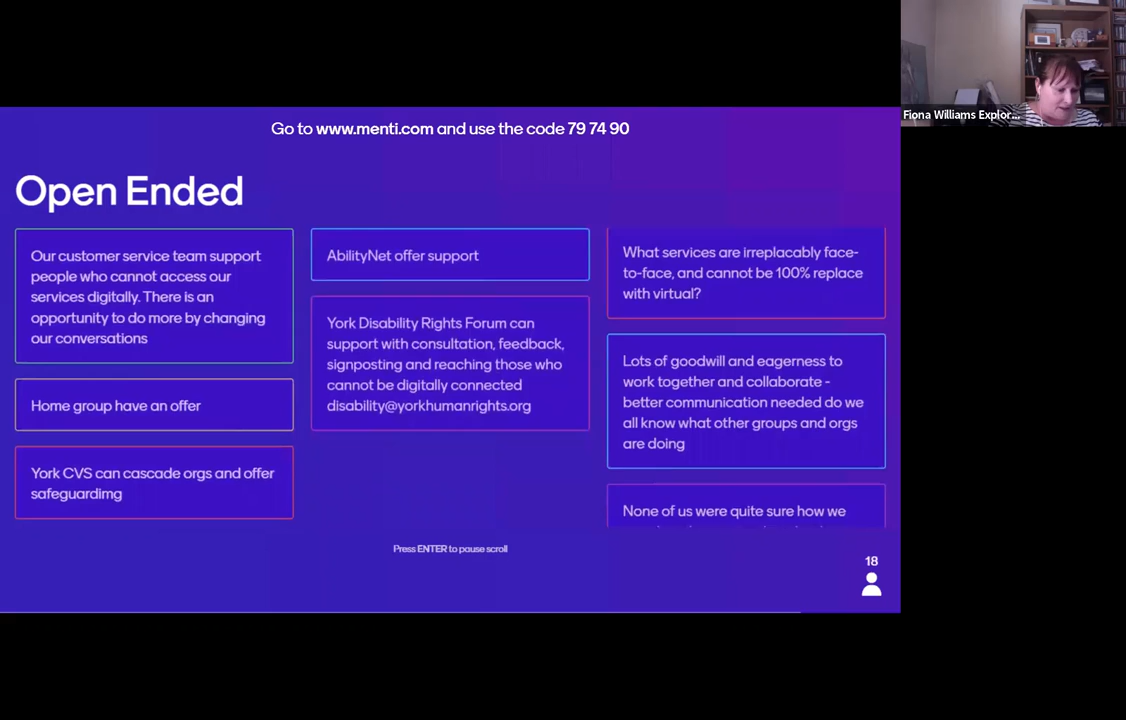 Go to www.menti.com and use the code 79 74 90
Fiona Williams Explor...
Open Ended
Our customer service team support
people who cannot access our
services digitally. There is an
opportunity to do more by changing
our conversations
Home group have an offer
York CVS can cascade orgs and offer
safeguardimg
AbilityNet offer support
York Disability Rights Forum can
support with consultation, feedback,
signposting and reaching those who
cannot be digitally connected
disability@yorkhumanrights.org
What services are irreplacably face-
to-face, and cannot be 100% replace
with virtual?
Lots of goodwill and eagerness to
work together and collaborate -
better communication needed do we
all know what other groups and orgs
are doing
None of us were quite sure how we
Press ENTER to pause scroll
18